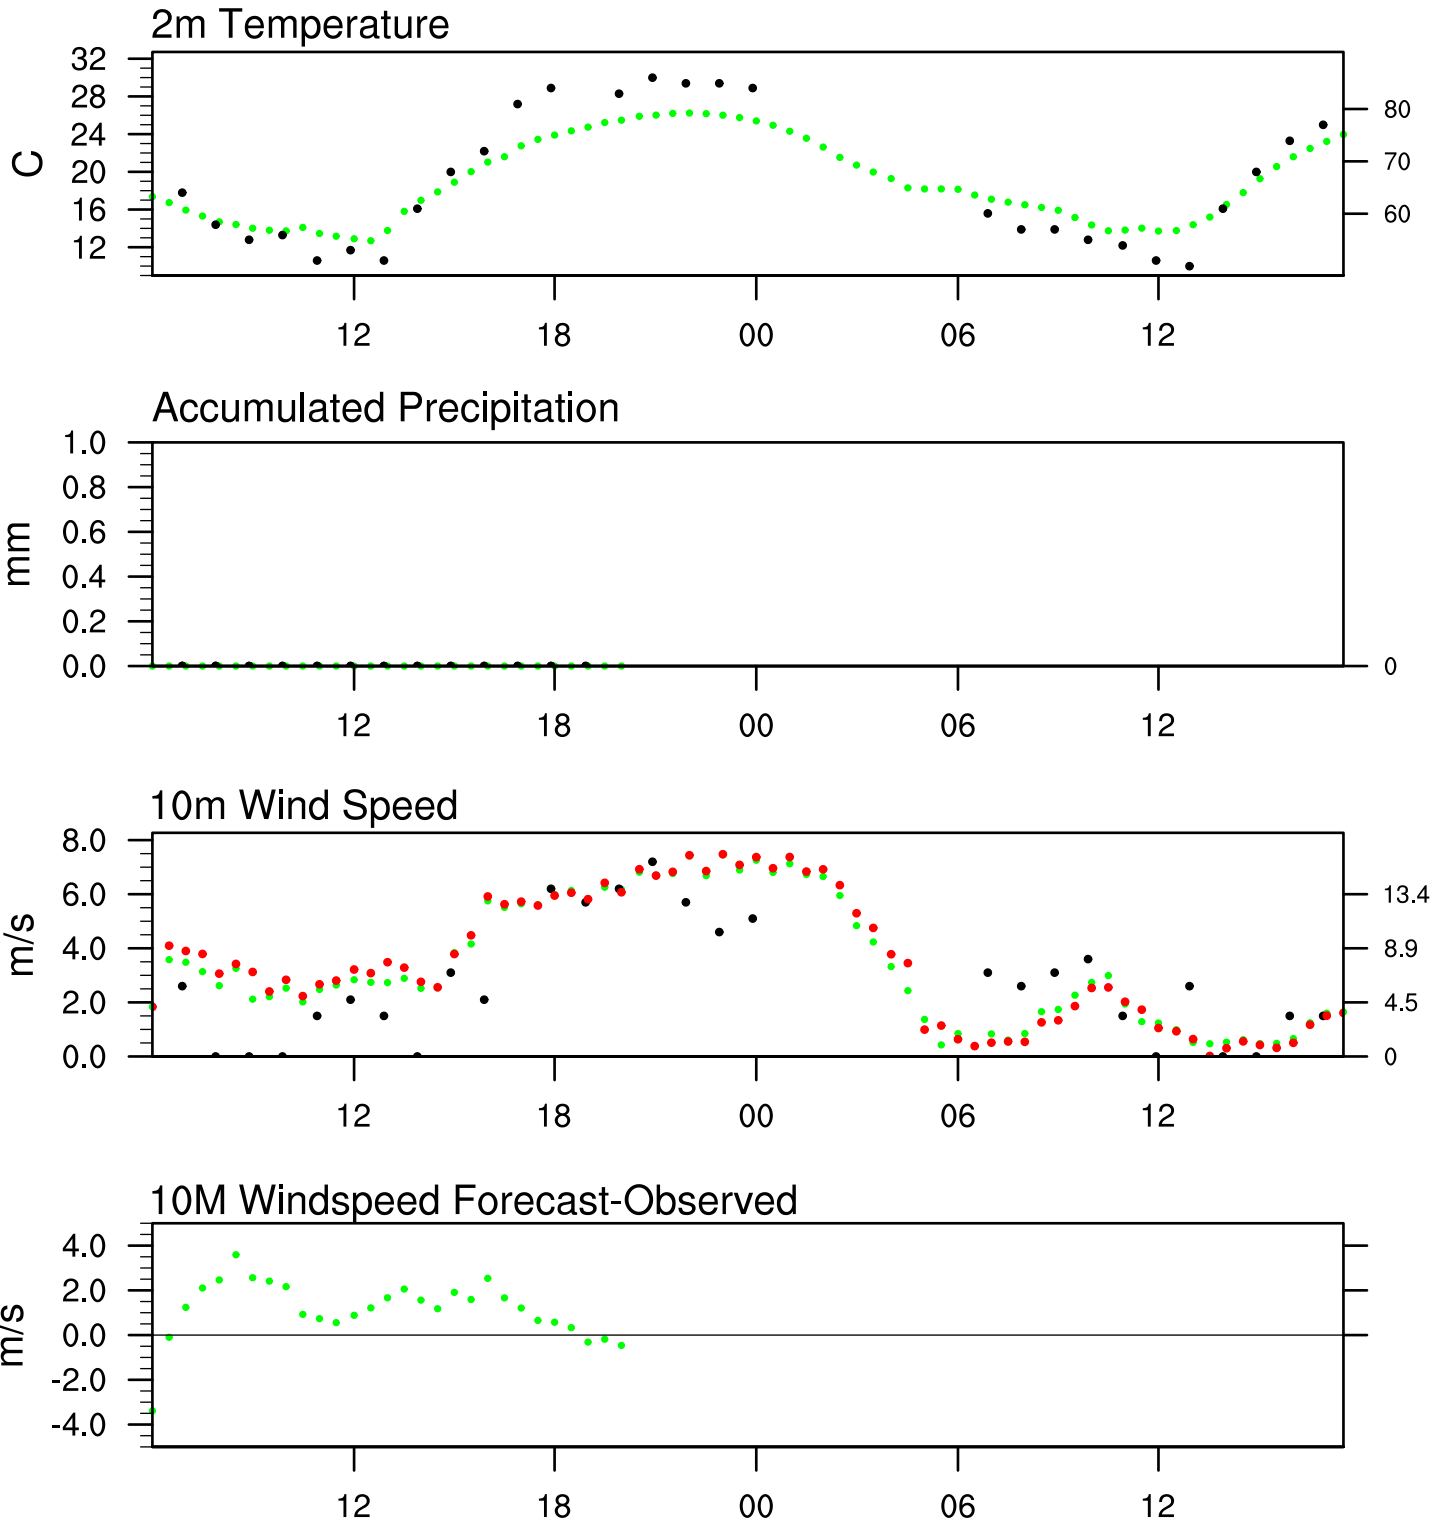 2m Temperature
32
28
24
20
16
12
C
80
70
60
12 18 00 06 12
Accumulated Precipitation
1.0
0.8
0.6
0.4
0.2
0.0
mm
0
12 18 00 06 12
10m Wind Speed
8.0
6.0
4.0
2.0
0.0
m/s
13.4
8.9
4.5
0
12 18 00 06 12
10M Windspeed Forecast-Observed
4.0
2.0
0.0
-2.0
-4.0
m/s
12 18 00 06 12